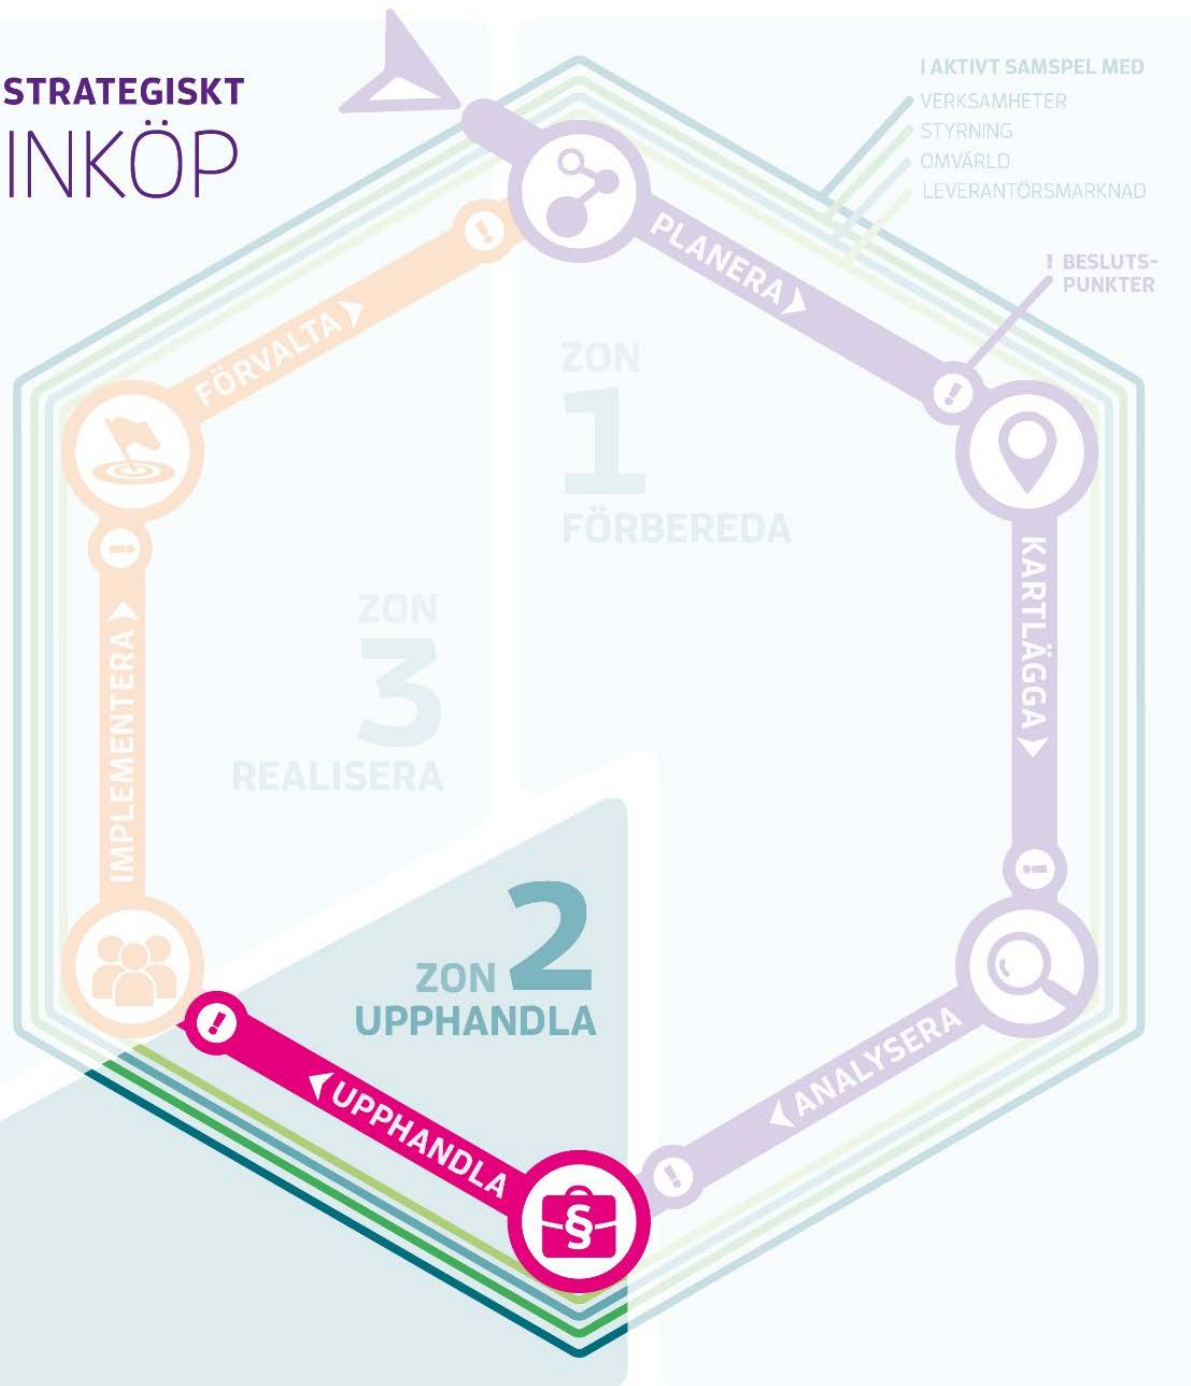 STRATEGISKT
INKÖP
I AKTIVT SAMSPEL MED
VERKSAMHETER
STYRNING
OMVÄRLD
LEVERANTÖRSMARKNAD
! BESLUTS-
PUNKTER
PLANERA
!
KARTLÄGGA
!
ANALYSERA
!
§
UPPHANDLA
!
IMPLEMENTERA
!
FÖRVALTA
!
ZON
1
FÖRBEREDA
ZON 2
UPPHANDLA
ZON
3
REALISERA